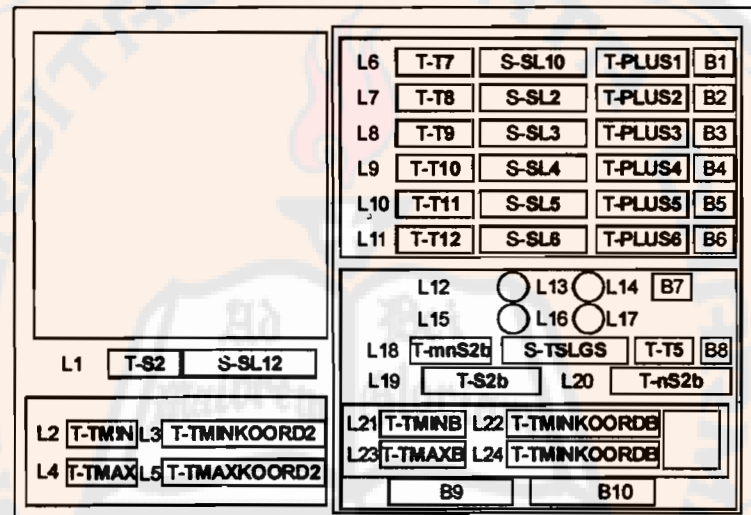 L6 T-T7 S-SL10 T-PLUS1 B1
L7 T-T8 S-SL2 T-PLUS2 B2
L8 T-T9 S-SL3 T-PLUS3 B3
L9 T-T10 S-SL4 T-PLUS4 B4
L10 T-T11 S-SL5 T-PLUS5 B5
L11 T-T12 S-SL6 T-PLUS6 B6
L12 L13 L14 B7
L15 L16 L17
L1 T-S2 S-SL12
L18 T-mnS2b S-TSLGS T-T5 B8
L19 T-S2b L20 T-nS2b
L2 T-TMIN L3 T-TMINKOORD2
L4 T-TMAX L5 T-TMAXKOORD2
L21 T-TMINB L22 T-TMINKOORDB
L23 T-TMAXB L24 T-TMINKOORDB
B9 B10